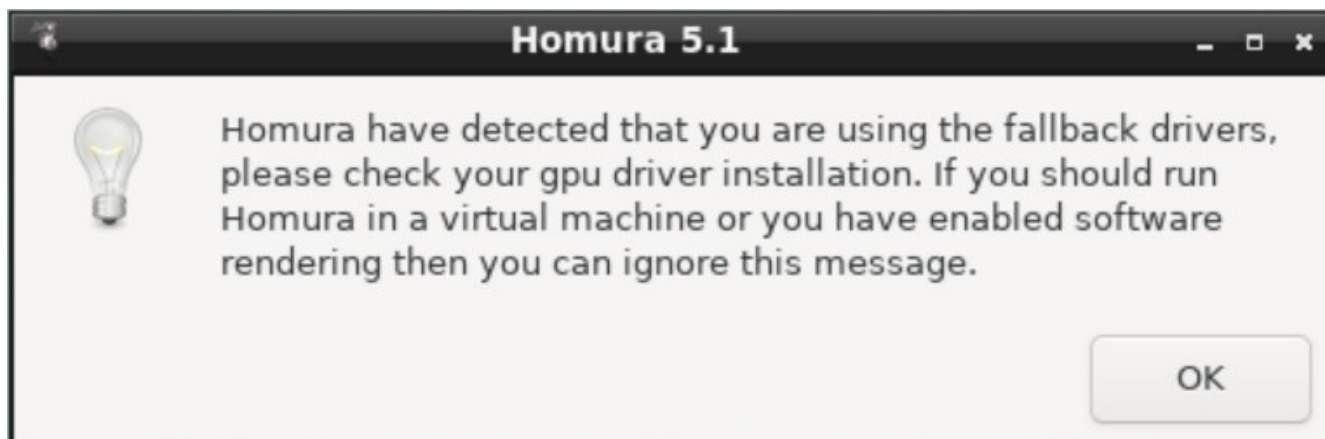 Homura 5.1
Homura have detected that you are using the fallback drivers,
please check your gpu driver installation. If you should run
Homura in a virtual machine or you have enabled software
rendering then you can ignore this message.
OK